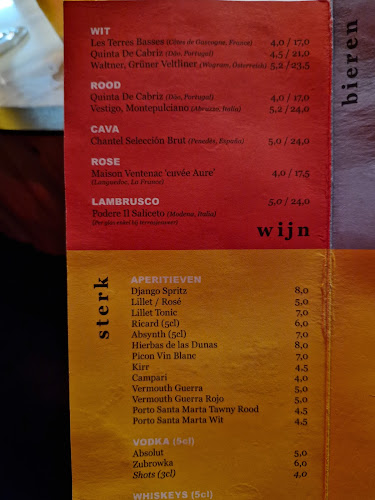 WIT
Les Terres Basses (Côtes de Gascogne, France) 4,0 / 17,0
Quinta De Cabriz (Dão, Portugal) 4,5 / 21,0
Waltner, Grüner Veltliner (Wagram, Österreich) 5,2 / 23,5
ROOD
Quinta De Cabriz (Dão, Portugal) 4,0 / 17,0
Vestigo, Montepulciano (Abruzzo, Italia) 5,2 / 24,0
CAVA
Chantel Selección Brut (Penedès, España) 5,0 / 24,0
ROSE
Maison Ventenac 'cuvée Aure' 4,0 / 17,5
(Languedoc, La France)
LAMBRUSCO 5,0 / 24,0
Podere Il Saliceto (Modena, Italia)
(Per glas enkel bij
wijn
bieren
sterk
APERITIEVEN
Django Spritz 8,0
Lillet / Rosé 5,0
Lillet Tonic 7,0
Ricard (5cl) 6,0
Absynth (5cl) 7,0
Hierbas de las Dunas 8,0
Picon Vin Blanc 7,0
Kirr 4,5
Campari 4,0
Vermouth Guerra 5,0
Vermouth Guerra Rojo 5,0
Porto Santa Marta Tawny Rood 4,5
Porto Santa Marta Wit 4,5
VODKA (5cl)
Absolut 5,0
Zubrowka 6,0
Shots (3cl) 4,0
WHISKEYS (5cl)